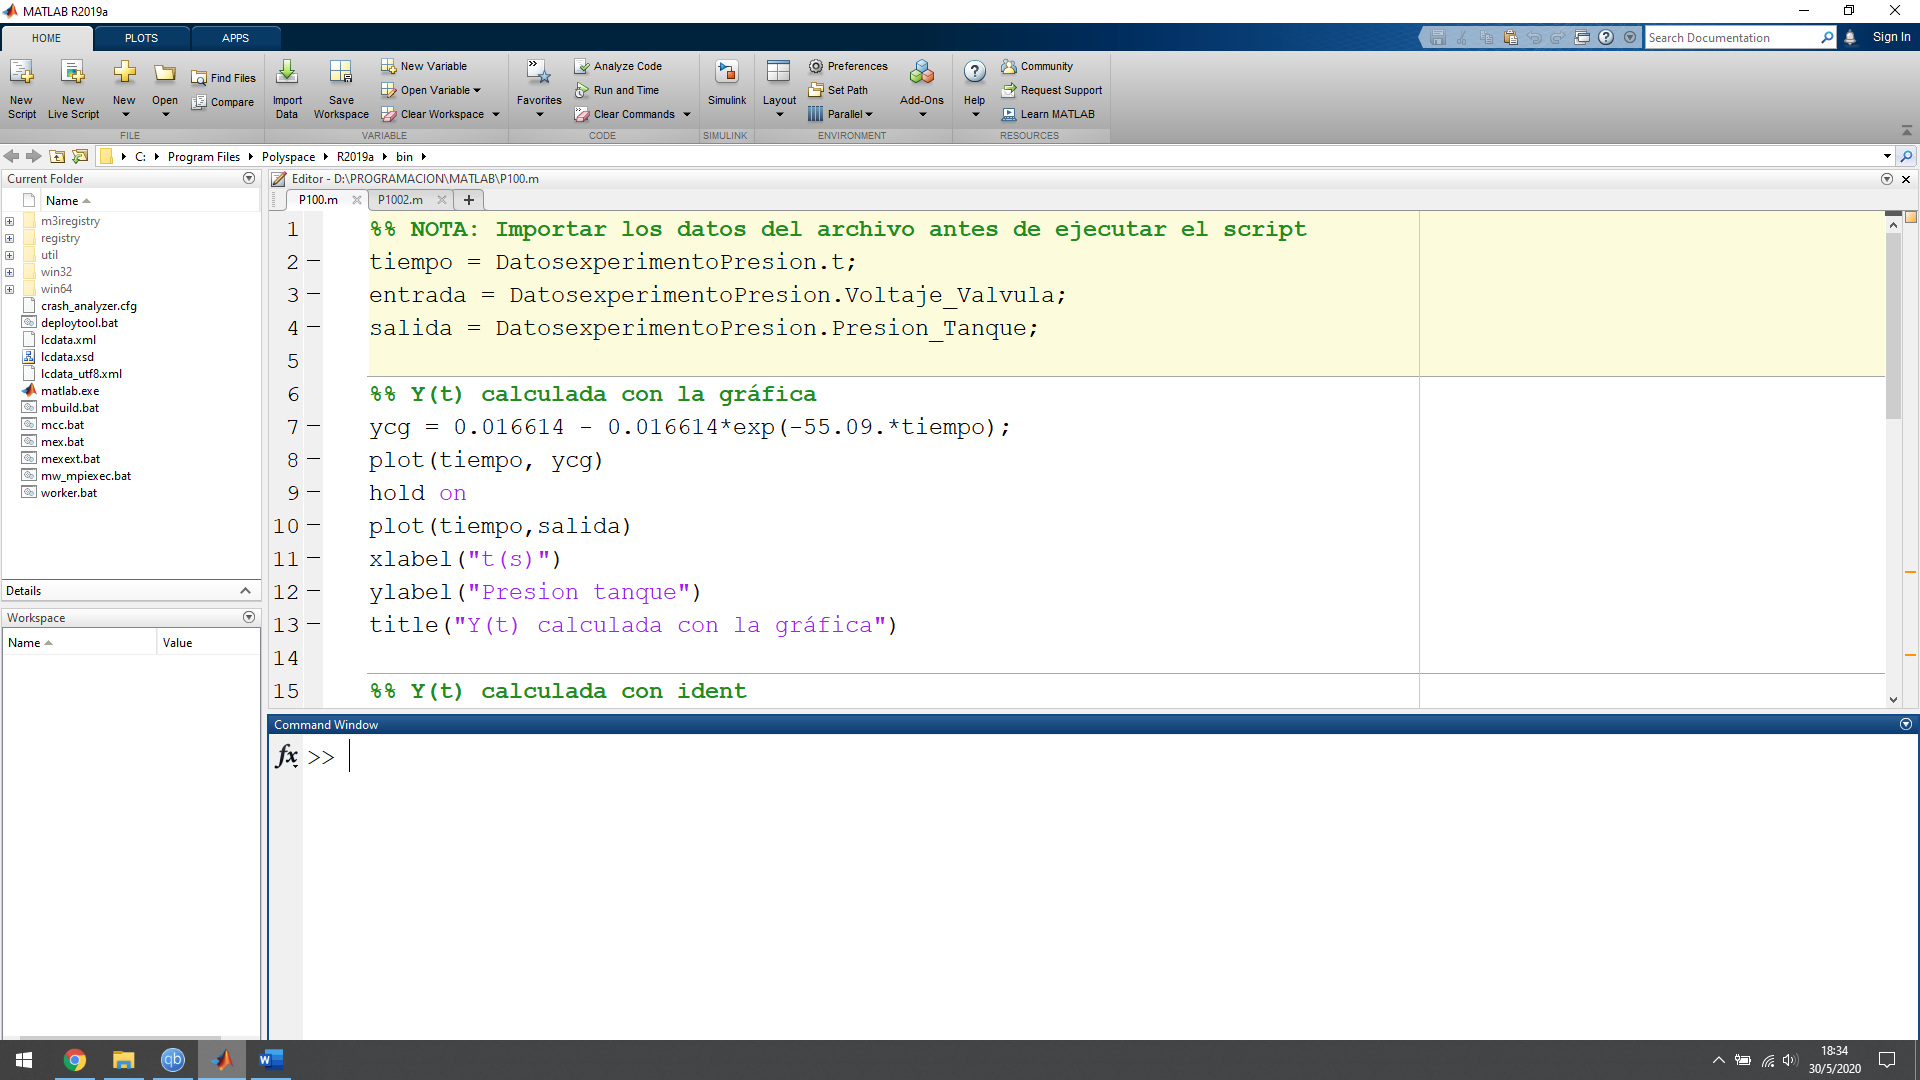 MATLAB R2019a
HOME PLOTS APPS
Search Documentation
Sign In
New Script
New Live Script
New
Open
Find Files
Compare
Import Data
Save Workspace
New Variable
Open Variable
Clear Workspace
Favorites
Analyze Code
Run and Time
Clear Commands
Simulink
Layout
Preferences
Set Path
Parallel
Add-Ons
Help
Community
Request Support
Learn MATLAB
FILE VARIABLE CODE SIMULINK ENVIRONMENT RESOURCES
C: Program Files Polyspace R2019a bin
Current Folder
Name
m3iregistry
registry
util
win32
win64
crash_analyzer.cfg
deploytool.bat
lcdata.xml
lcdata.xsd
lcdata_utf8.xml
matlab.exe
mbuild.bat
mcc.bat
mex.bat
mexext.bat
mw_mpiexec.bat
worker.bat
Details
Workspace
Name Value
Editor - D:\PROGRAMACION\MATLAB\P100.m
P100.m P1002.m
1 %% NOTA: Importar los datos del archivo antes de ejecutar el script
2 tiempo = DatosexperimentoPresion.t;
3 entrada = DatosexperimentoPresion.Voltaje_Valvula;
4 salida = DatosexperimentoPresion.Presion_Tanque;
5
6 %% Y(t) calculada con la gráfica
7 ycg = 0.016614 - 0.016614*exp(-55.09.*tiempo);
8 plot(tiempo, ycg)
9 hold on
10 plot(tiempo,salida)
11 xlabel("t(s)")
12 ylabel("Presion tanque")
13 title("Y(t) calculada con la gráfica")
14
15 %% Y(t) calculada con ident
Command Window
fx >>
qb
W
18:34
30/5/2020